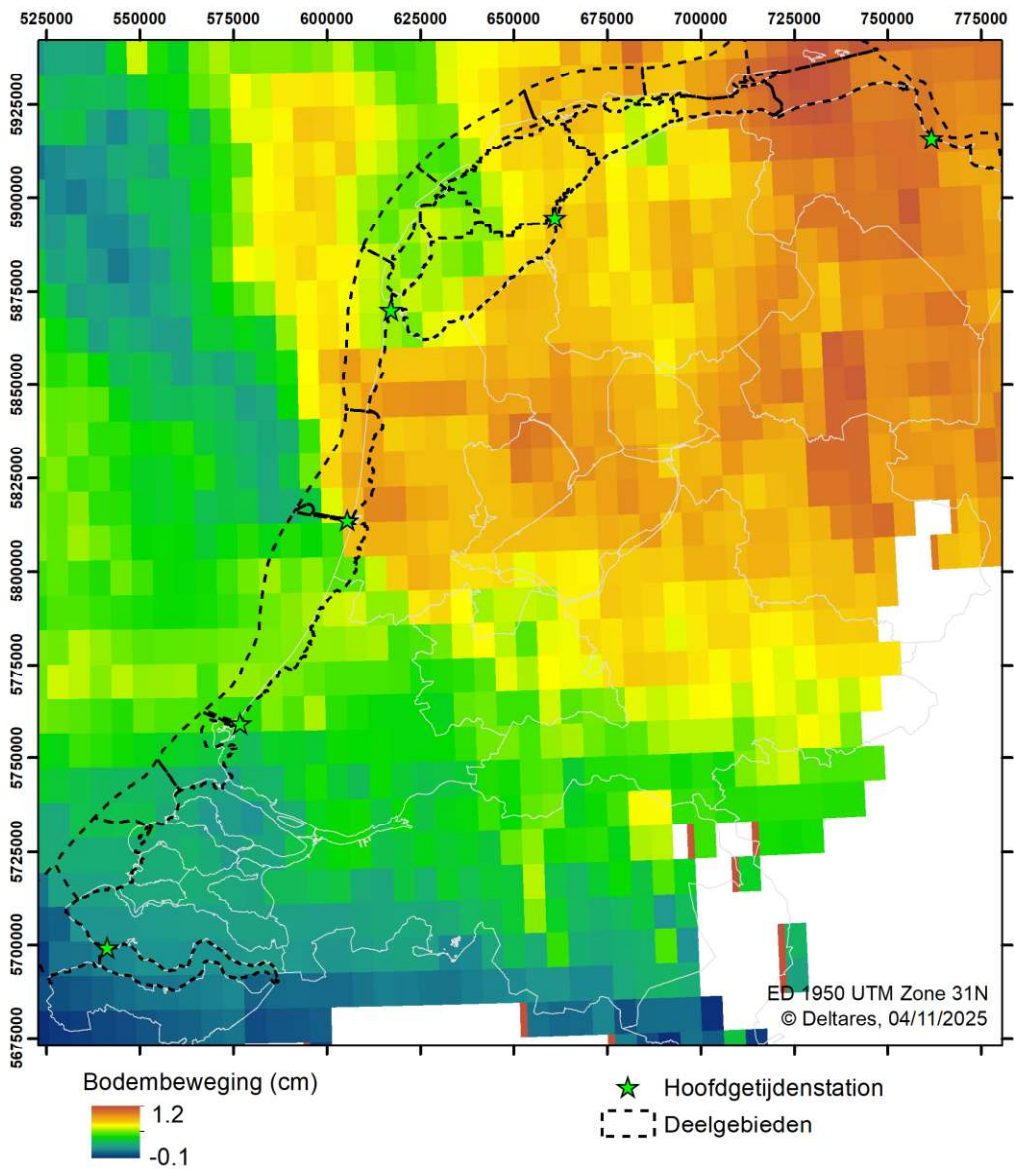 525000 550000 575000 600000 625000 650000 675000 700000 725000 750000 775000
5925000
5900000
5875000
5850000
5825000
5800000
5775000
5750000
5725000
5700000
5675000
ED 1950 UTM Zone 31N
© Deltares, 04/11/2025
Bodembeweging (cm)
1.2
-0.1
Hoofdgetijdenstation
Deelgebieden